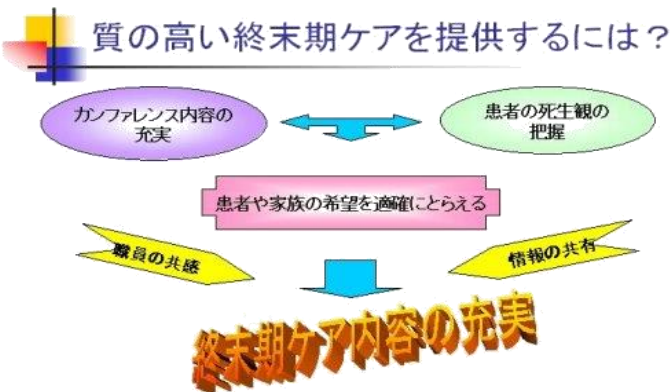 質の高い終末期ケアを提供するには？
カンファレンス内容の
充実
患者の死生観の
把握
患者や家族の希望を適確にとらえる
職員の共感
情報の共有
終末期ケア内容の充実